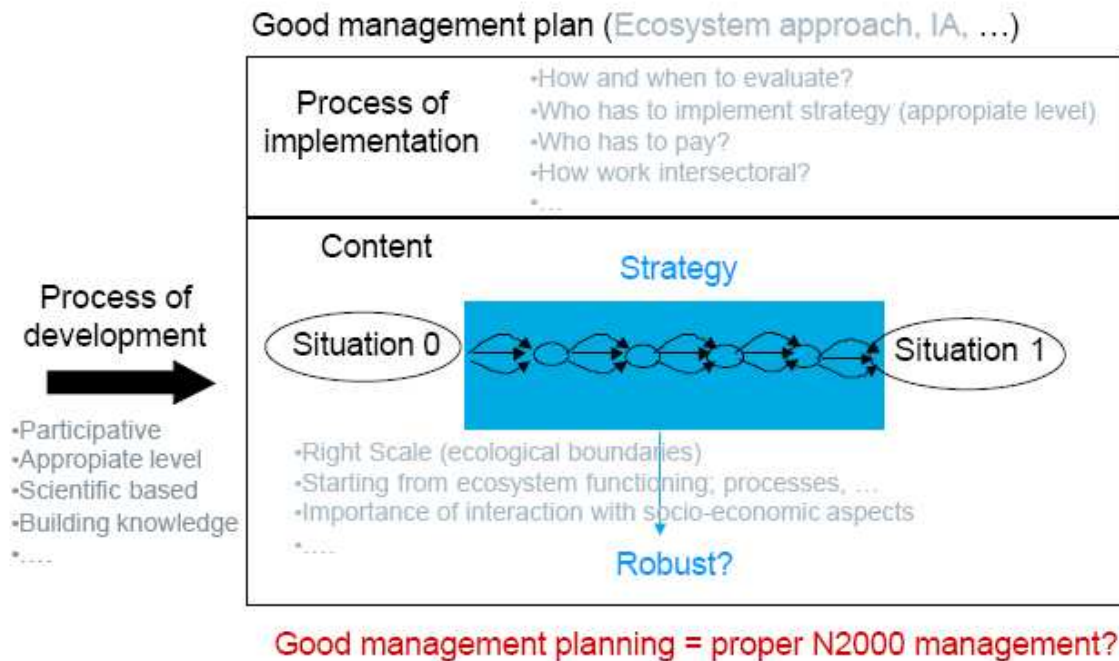 Good management plan (Ecosystem approach, IA, …)
Process of
implementation
•How and when to evaluate?
•Who has to implement strategy (appropiate level)
•Who has to pay?
•How work intersectoral?
•…
Process of
development
•Participative
•Appropiate level
•Scientific based
•Building knowledge
•….
Content
Strategy
Situation 0
Situation 1
•Right Scale (ecological boundaries)
•Starting from ecosystem functioning; processes, …
•Importance of interaction with socio-economic aspects
•….
Robust?
Good management planning = proper N2000 management?